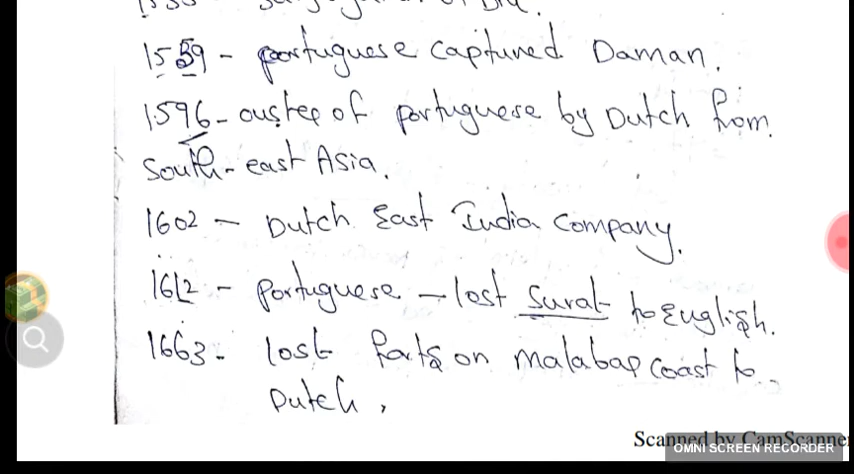 1559 - portuguese captured Daman.
1596 - oustee of portuguese by Dutch from
South-east Asia.
1602 - Dutch East India Company.
1612 - Portuguese - lost Surat to English.
1663 - lost forts on malabar coast to
Dutch,
Scanned by CamScanner
OMNI SCREEN RECORDER